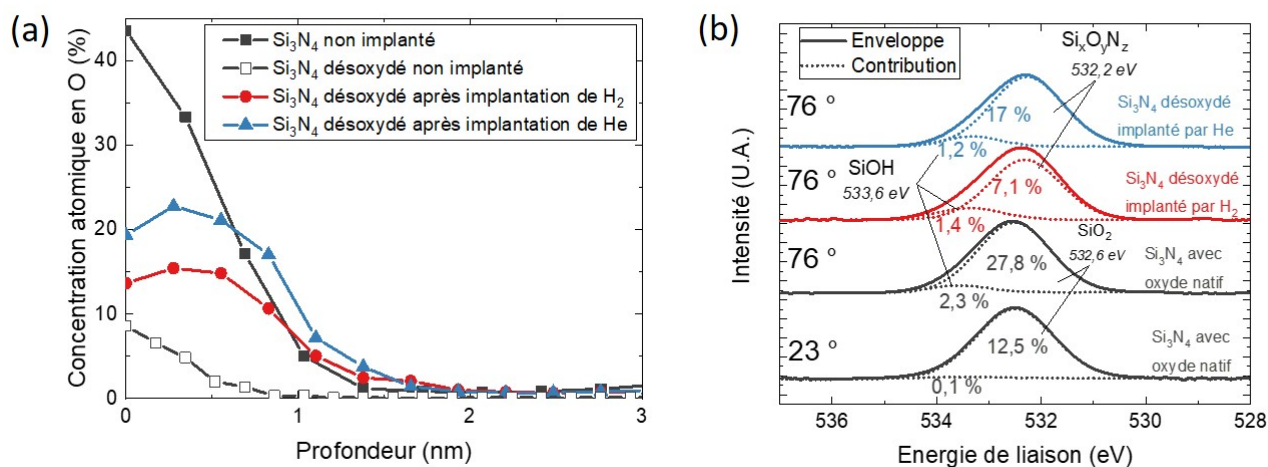 (a)
Concentration atomique en O (%)
40
30
20
10
0
Si3N4 non implanté
Si3N4 désoxydé non implanté
Si3N4 désoxydé après implantation de H2
Si3N4 désoxydé après implantation de He
0
1
2
3
Profondeur (nm)
(b)
Intensité (U.A.)
Enveloppe
Contribution
SixOyNz
532,2 eV
76 °
17 %
1,2 %
Si3N4 désoxydé
implanté par He
SiOH
533,6 eV
76 °
7,1 %
1,4 %
Si3N4 désoxydé
implanté par H2
SiO2
532,6 eV
76 °
27,8 %
2,3 %
Si3N4 avec
oxyde natif
23 °
12,5 %
0,1 %
Si3N4 avec
oxyde natif
536
534
532
530
528
Energie de liaison (eV)